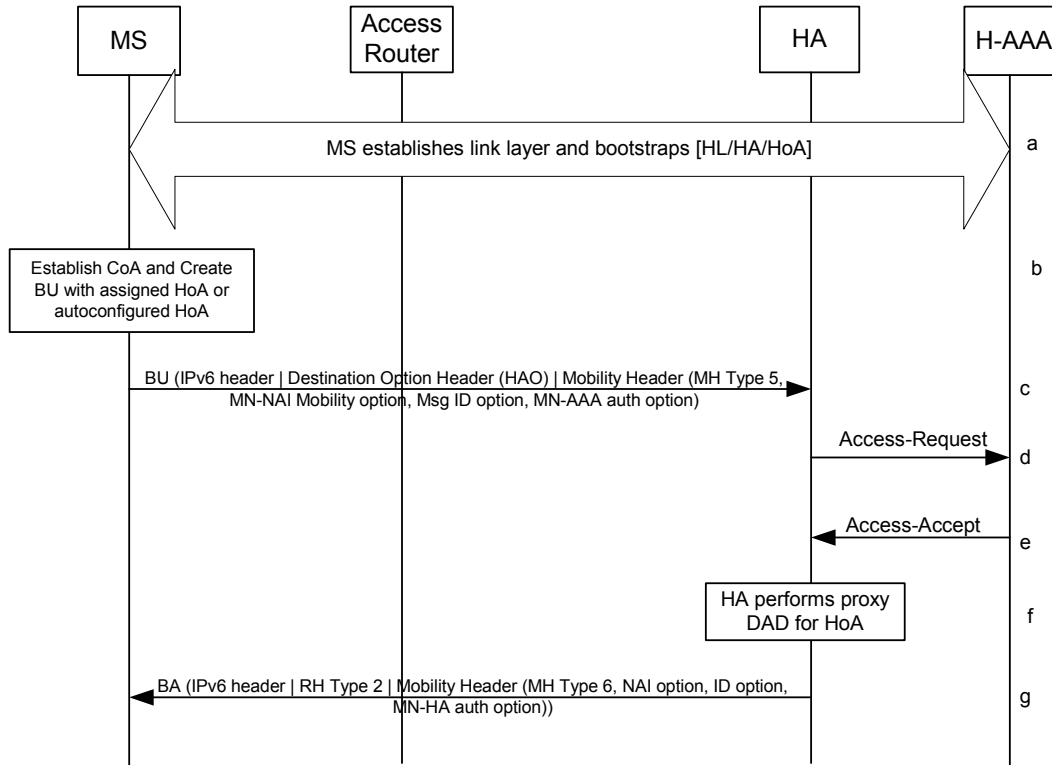 MS
Access
Router
HA
H-AAA
MS establishes link layer and bootstraps [HL/HA/HoA]
a
Establish CoA and Create
BU with assigned HoA or
autoconfigured HoA
b
BU (IPv6 header | Destination Option Header (HAO) | Mobility Header (MH Type 5,
MN-NAI Mobility option, Msg ID option, MN-AAA auth option)
c
Access-Request
d
Access-Accept
e
HA performs proxy
DAD for HoA
f
BA (IPv6 header | RH Type 2 | Mobility Header (MH Type 6, NAI option, ID option,
MN-HA auth option))
g